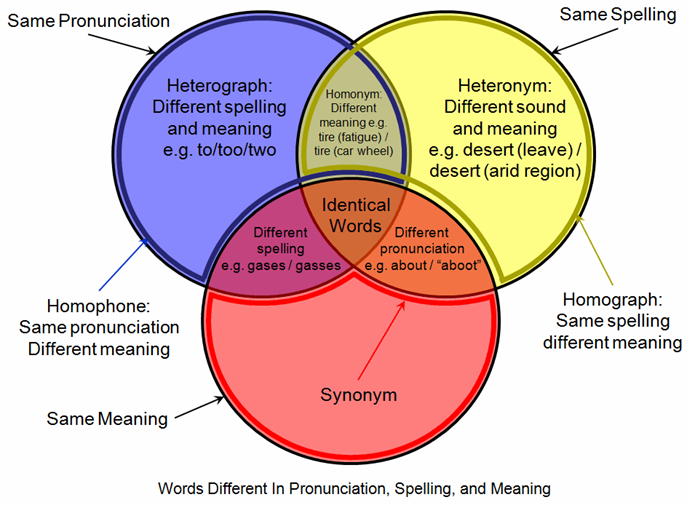 Same Pronunciation
Same Spelling
Heterograph:
Different spelling
and meaning
e.g. to/too/two
Homonym:
Different
meaning e.g.
tire (fatigue) /
tire (car wheel)
Heteronym:
Different sound
and meaning
e.g. desert (leave) /
desert (arid region)
Identical
Words
Different
spelling
e.g. gases / gasses
Different
pronunciation
e.g. about / “aboot”
Homophone:
Same pronunciation
Different meaning
Homograph:
Same spelling
different meaning
Synonym
Same Meaning
Words Different In Pronunciation, Spelling, and Meaning